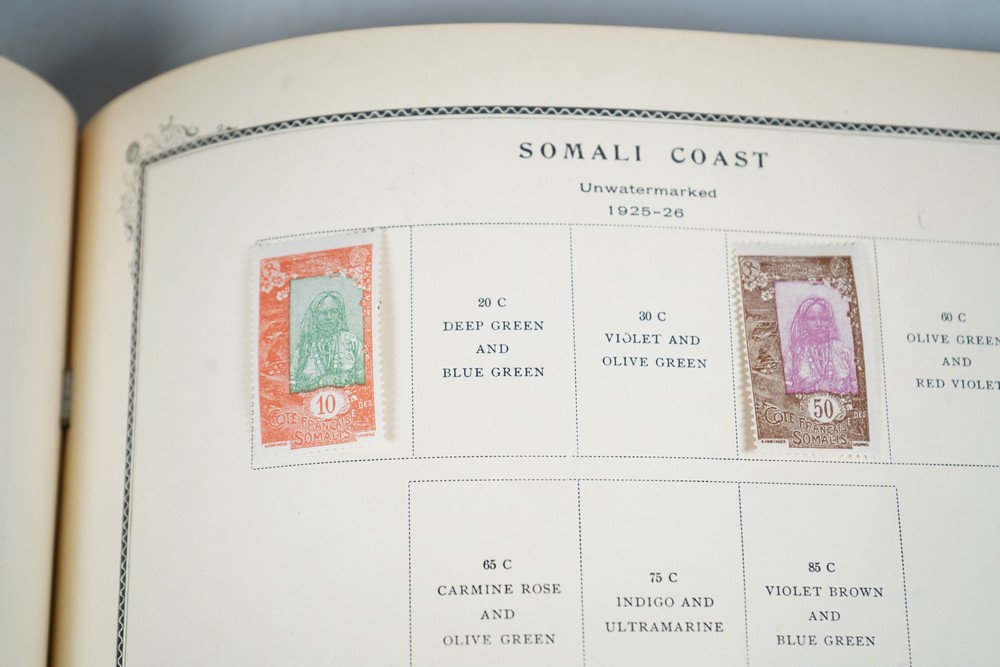 SOMALI COAST
Unwatermarked
1925-26
10
COTE FRANCAISE
DES
SOMALIS
20 C
DEEP GREEN
AND
BLUE GREEN
30 C
VIOLET AND
OLIVE GREEN
50
COTE FRANCAISE
DES
SOMALIS
60 C
OLIVE GREEN
AND
RED VIOLET
65 C
CARMINE ROSE
AND
OLIVE GREEN
75 C
INDIGO AND
ULTRAMARINE
85 C
VIOLET BROWN
AND
BLUE GREEN